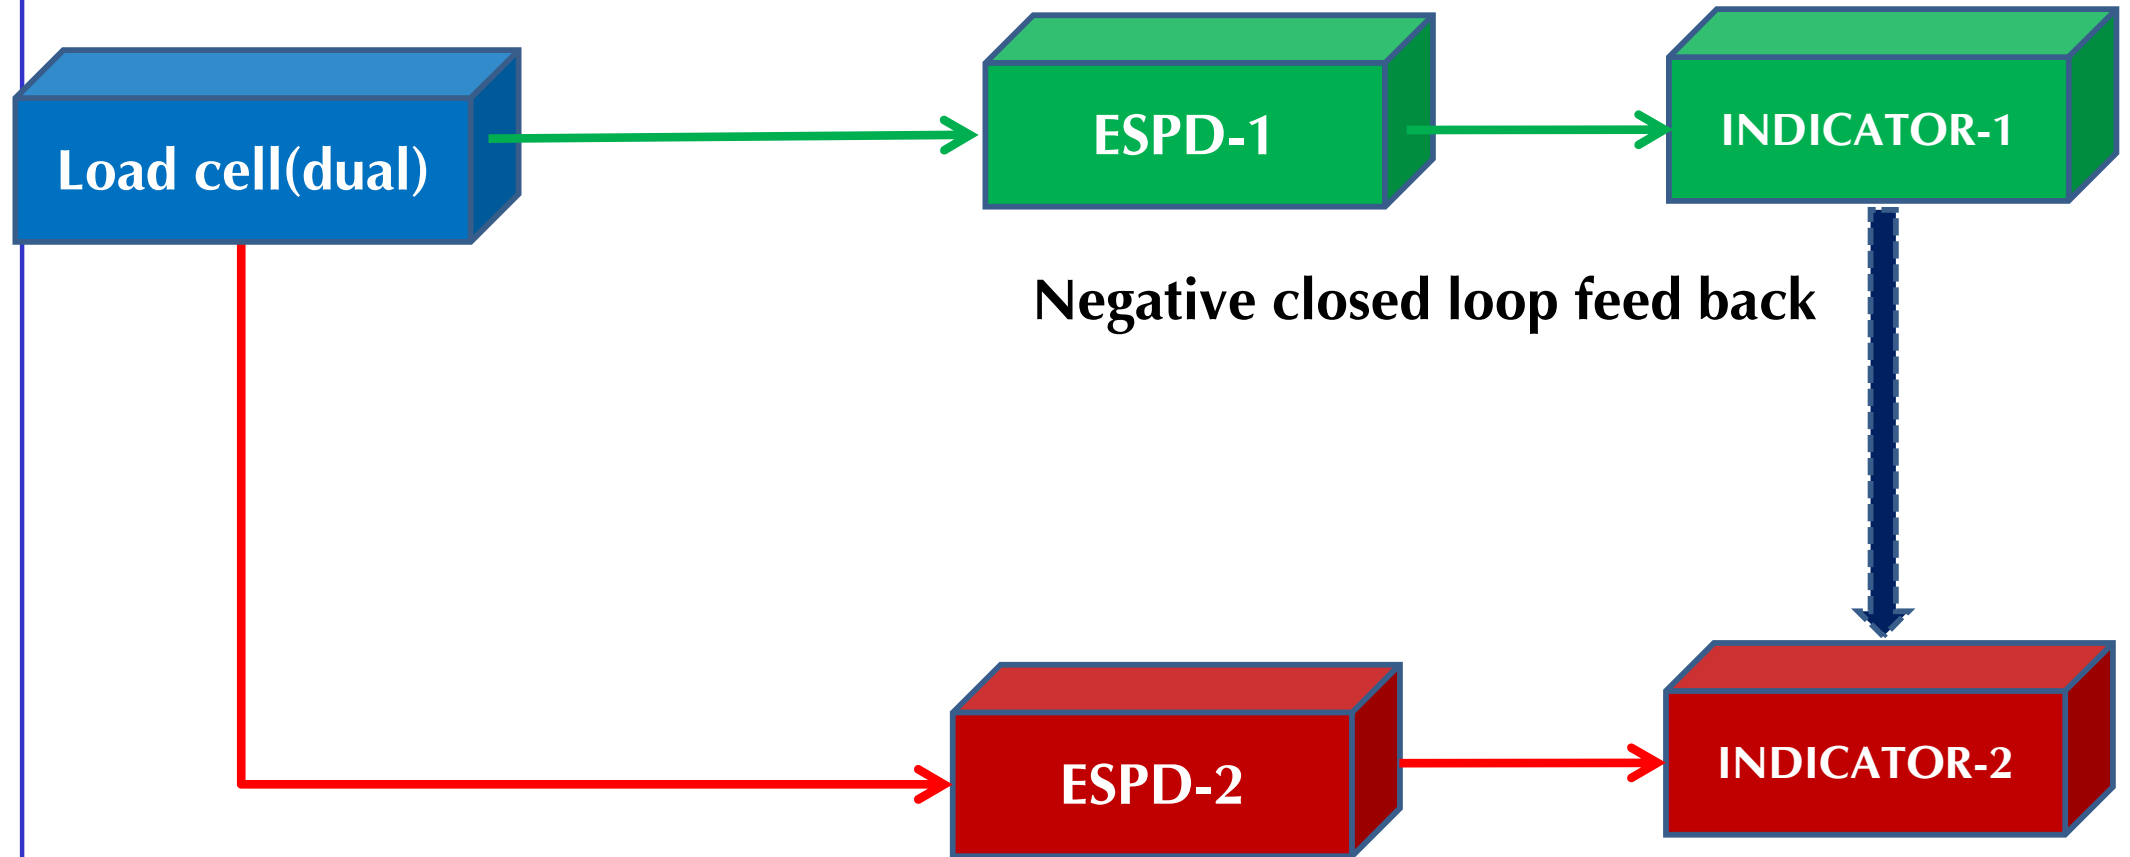 Load cell(dual)
ESPD-1
INDICATOR-1
Negative closed loop feed back
ESPD-2
INDICATOR-2